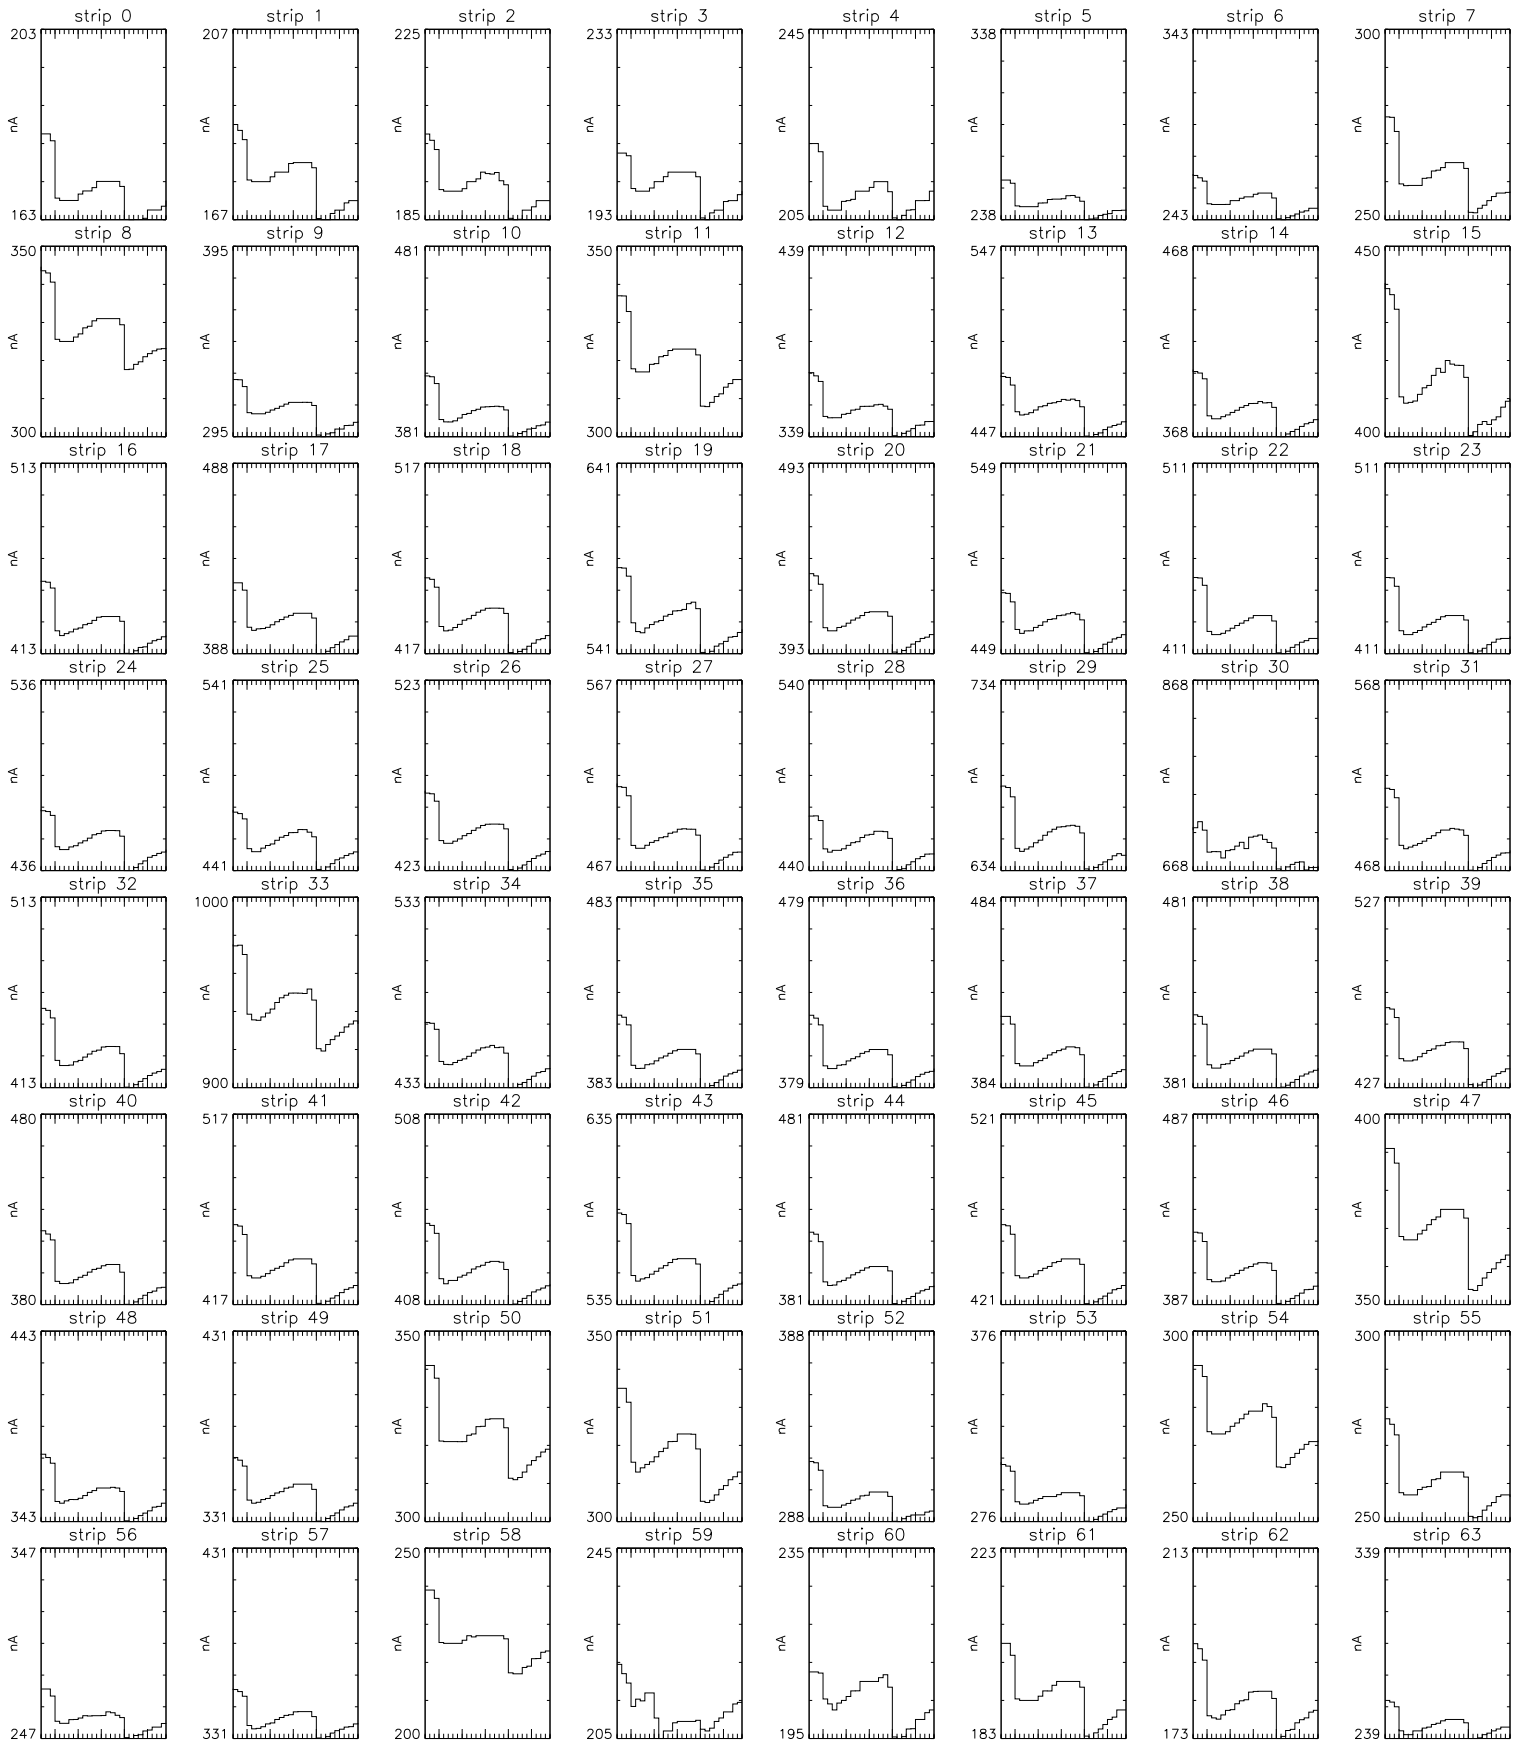 strip 0 strip 1 strip 2 strip 3 strip 4 strip 5 strip 6 strip 7
203 207 225 233 245 338 343 300
nA nA nA nA nA nA nA nA
163 167 185 193 205 238 243 250
strip 8 strip 9 strip 10 strip 11 strip 12 strip 13 strip 14 strip 15
350 395 481 350 439 547 468 450
nA nA nA nA nA nA nA nA
300 295 381 300 339 447 368 400
strip 16 strip 17 strip 18 strip 19 strip 20 strip 21 strip 22 strip 23
513 488 517 641 493 549 511 511
nA nA nA nA nA nA nA nA
413 388 417 541 393 449 411 411
strip 24 strip 25 strip 26 strip 27 strip 28 strip 29 strip 30 strip 31
536 541 523 567 540 734 868 568
nA nA nA nA nA nA nA nA
436 441 423 467 440 634 668 468
strip 32 strip 33 strip 34 strip 35 strip 36 strip 37 strip 38 strip 39
513 1000 533 483 479 484 481 527
nA nA nA nA nA nA nA nA
413 900 433 383 379 384 381 427
strip 40 strip 41 strip 42 strip 43 strip 44 strip 45 strip 46 strip 47
480 517 508 635 481 521 487 400
nA nA nA nA nA nA nA nA
380 417 408 535 381 421 387 350
strip 48 strip 49 strip 50 strip 51 strip 52 strip 53 strip 54 strip 55
443 431 350 350 388 376 300 300
nA nA nA nA nA nA nA nA
343 331 300 300 288 276 250 250
strip 56 strip 57 strip 58 strip 59 strip 60 strip 61 strip 62 strip 63
347 431 250 245 235 223 213 339
nA nA nA nA nA nA nA nA
247 331 200 205 195 183 173 239